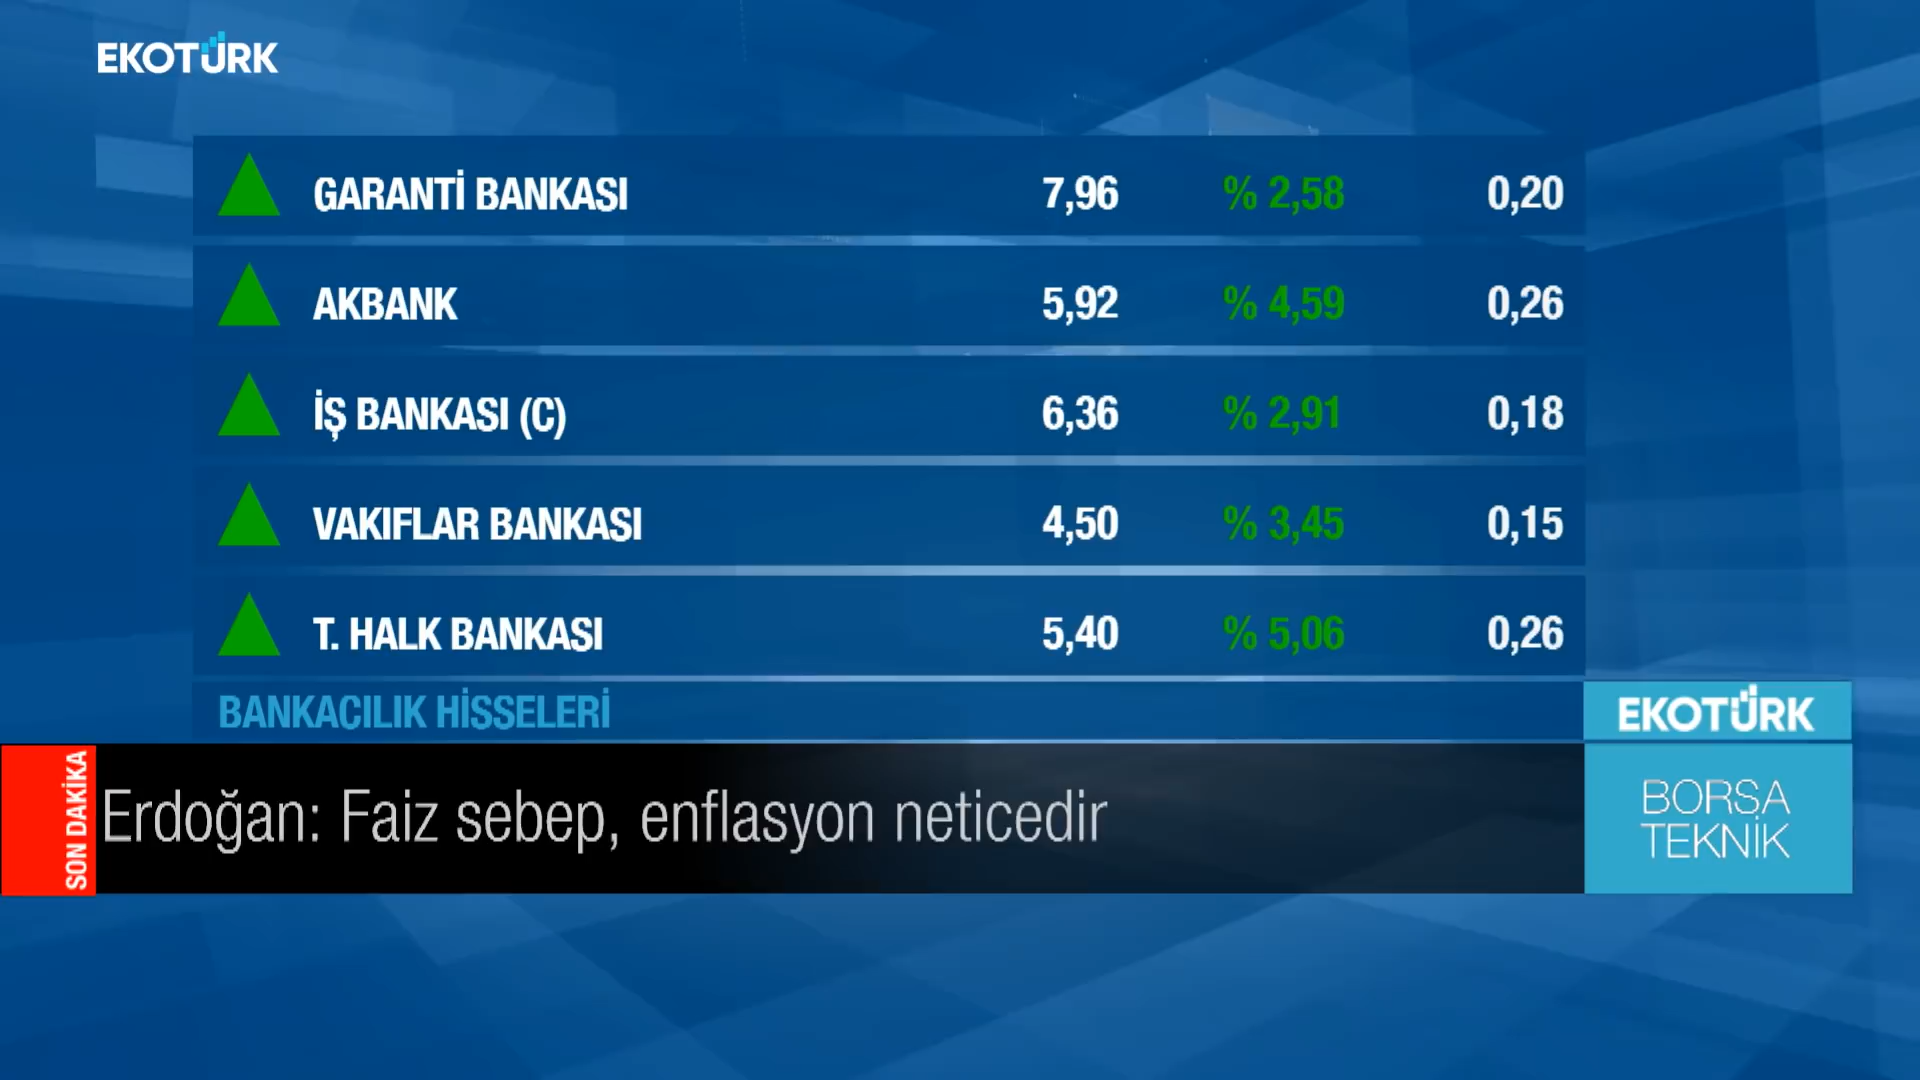 EKOTÜRK
GARANTİ BANKASI 7,96 % 2,58 0,20
AKBANK 5,92 % 4,59 0,26
İŞ BANKASI (C) 6,36 % 2,91 0,18
VAKIFLAR BANKASI 4,50 % 3,45 0,15
T. HALK BANKASI 5,40 % 5,06 0,26
BANKACILIK HİSSELERİ
EKOTÜRK
SON DAKİKA
Erdoğan: Faiz sebep, enflasyon neticedir
BORSA
TEKNİK